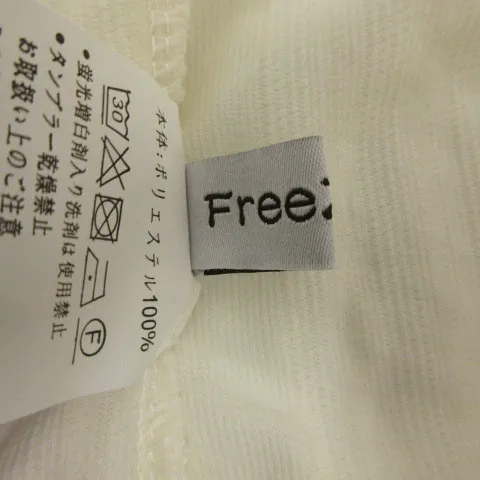 本体：ポリエステル100%
30 F
・蛍光増白剤入り洗剤は使用禁止
・タンブラー乾燥禁止
お取扱い上のご注意
Free